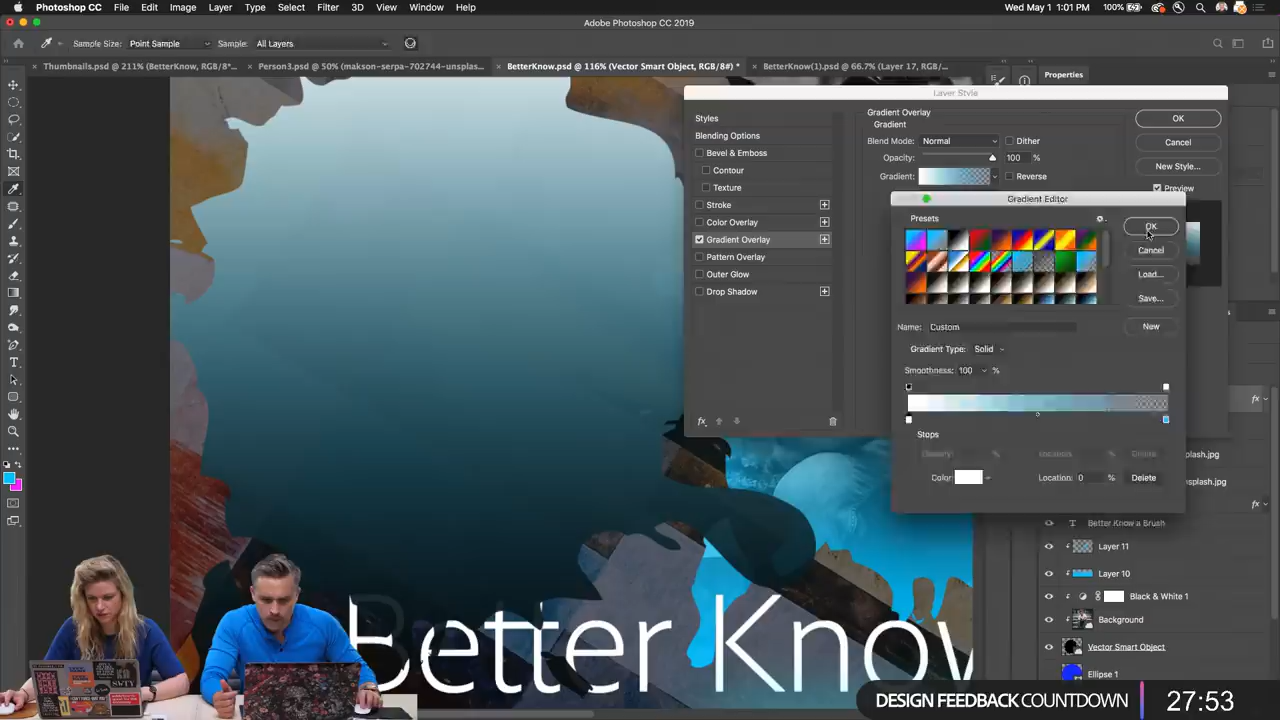 Photoshop CC File Edit Image Layer Type Select Filter 3D View Window Help
100% Wed May 1 1:01 PM
Adobe Photoshop CC 2019
Sample Size: Point Sample Sample: All Layers
Thumbnails.psd @ 211% (BetterKnow, RGB/8*...
Person3.psd @ 50% (makson-serpa-702744-unsplas...
BetterKnow.psd @ 116% (Vector Smart Object, RGB/8#) *
BetterKnow(1).psd @ 66.7% (Layer 17, RGB/...
Properties
Layer Style
Styles
Blending Options
Bevel & Emboss
Contour
Texture
Stroke
Color Overlay
Gradient Overlay
Pattern Overlay
Outer Glow
Drop Shadow
fx
Gradient Overlay
Gradient
Blend Mode: Normal Dither
Opacity: 100 %
Gradient: Reverse
OK
Cancel
New Style...
Preview
Gradient Editor
Presets
OK
Cancel
Load...
Save...
New
Name: Custom
Gradient Type: Solid
Smoothness: 100 %
Stops
Opacity: % Location: % Delete
Color: Location: 0 % Delete
fx
splash.jpg
splash.jpg
fx
T Better Know a Brush
Layer 11
Layer 10
Black & White 1
Background
Vector Smart Object
Ellipse 1
Better Know
SWTY
DESIGN FEEDBACK COUNTDOWN 27:53